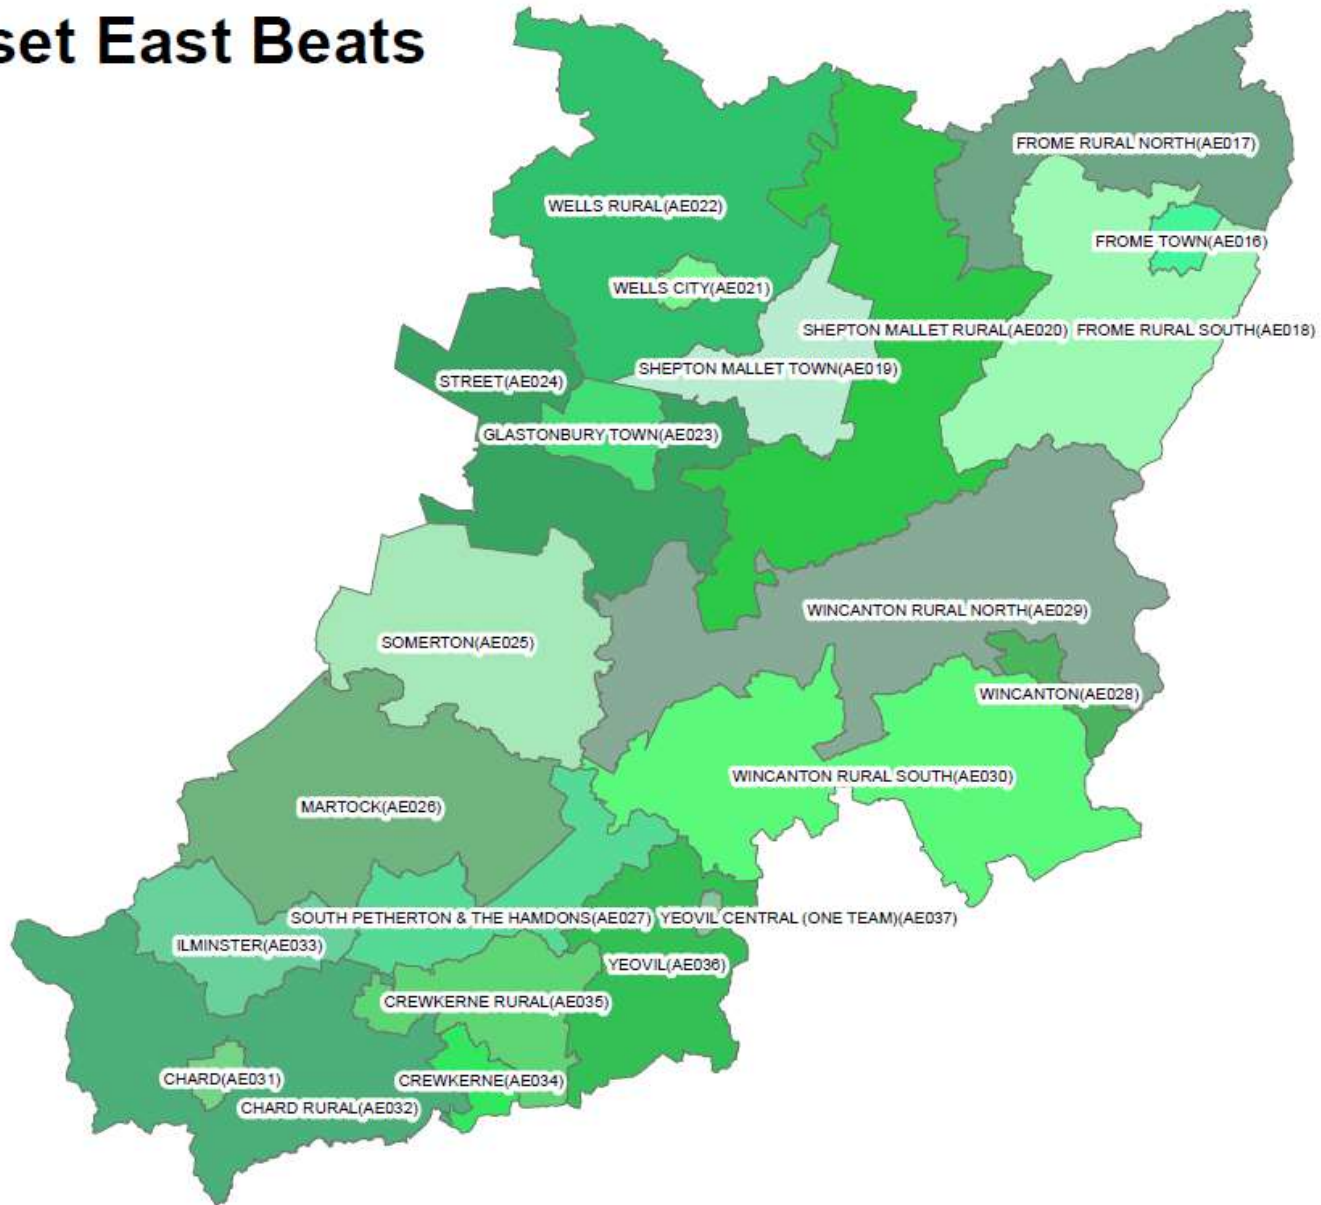 set East Beats
FROME RURAL NORTH(AE017)
WELLS RURAL(AE022)
FROME TOWN(AE016)
WELLS CITY(AE021)
SHEPTON MALLET RURAL(AE020)
FROME RURAL SOUTH(AE018)
SHEPTON MALLET TOWN(AE019)
STREET(AE024)
GLASTONBURY TOWN(AE023)
WINCANTON RURAL NORTH(AE029)
SOMERTON(AE025)
WINCANTON(AE028)
WINCANTON RURAL SOUTH(AE030)
MARTOCK(AE026)
SOUTH PETHERTON & THE HAMDONS(AE027)
YEOVIL CENTRAL (ONE TEAM)(AE037)
ILMINSTER(AE033)
YEOVIL(AE036)
CREWKERNE RURAL(AE035)
CHARD(AE031)
CREWKERNE(AE034)
CHARD RURAL(AE032)